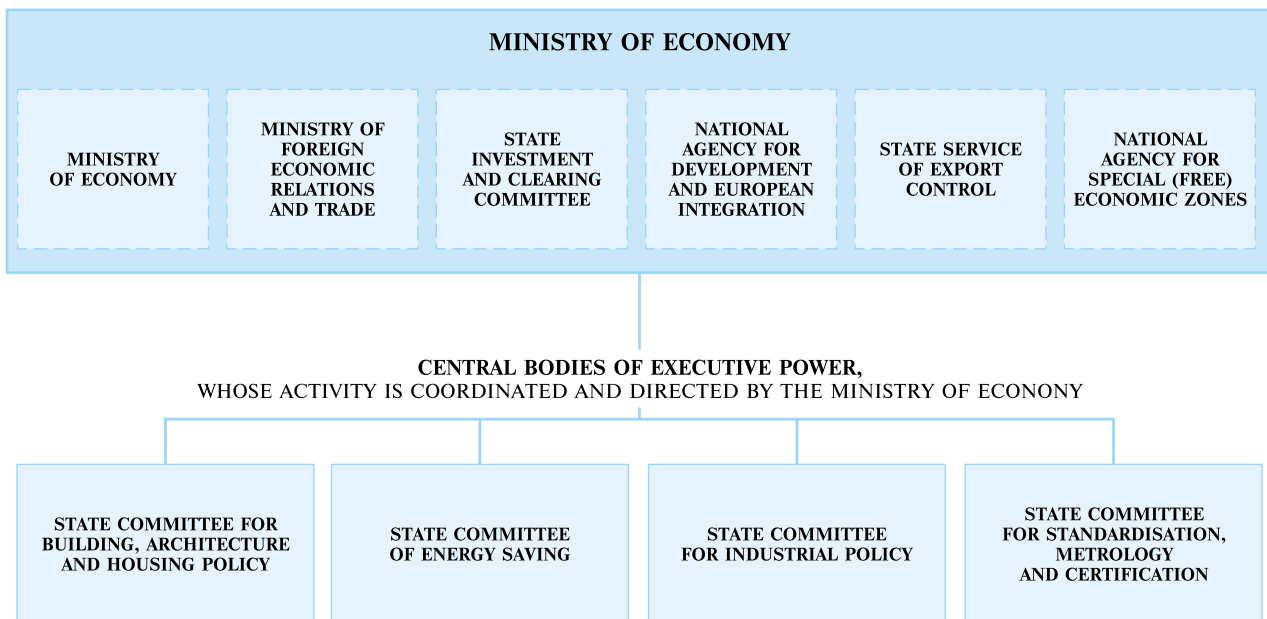 MINISTRY OF ECONOMY
MINISTRY
OF ECONOMY
MINISTRY OF
FOREIGN
ECONOMIC
RELATIONS
AND TRADE
STATE
INVESTMENT
AND CLEARING
COMMITTEE
NATIONAL
AGENCY FOR
DEVELOPMENT
AND EUROPEAN
INTEGRATION
STATE SERVICE
OF EXPORT
CONTROL
NATIONAL
AGENCY FOR
SPECIAL (FREE)
ECONOMIC ZONES
CENTRAL BODIES OF EXECUTIVE POWER,
WHOSE ACTIVITY IS COORDINATED AND DIRECTED BY THE MINISTRY OF ECONONY
STATE COMMITTEE FOR
BUILDING, ARCHITECTURE
AND HOUSING POLICY
STATE COMMITTEE
OF ENERGY SAVING
STATE COMMITTEE
FOR INDUSTRIAL POLICY
STATE COMMITTEE
FOR STANDARDISATION,
METROLOGY
AND CERTIFICATION